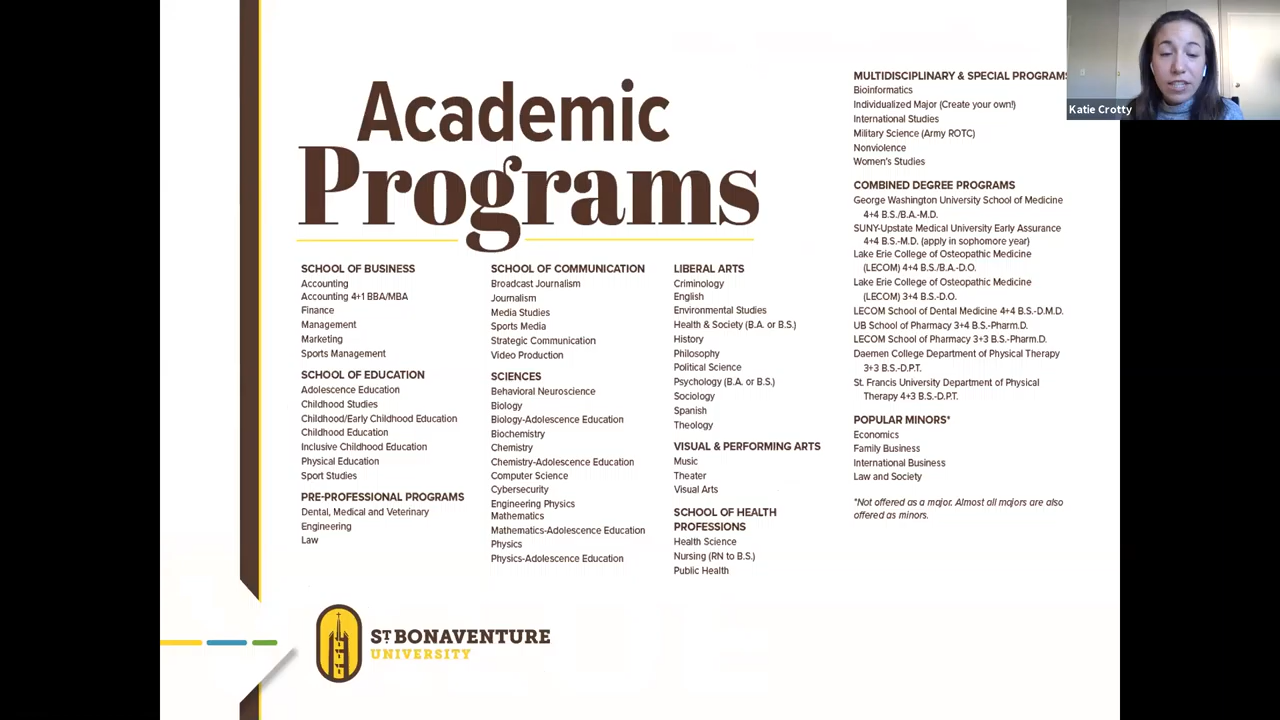 Academic
Programs
SCHOOL OF BUSINESS
Accounting
Accounting 4+1 BBA/MBA
Finance
Management
Marketing
Sports Management
SCHOOL OF EDUCATION
Adolescence Education
Childhood Studies
Childhood/Early Childhood Education
Childhood Education
Inclusive Childhood Education
Physical Education
Sport Studies
PRE-PROFESSIONAL PROGRAMS
Dental, Medical and Veterinary
Engineering
Law
SCHOOL OF COMMUNICATION
Broadcast Journalism
Journalism
Media Studies
Sports Media
Strategic Communication
Video Production
SCIENCES
Behavioral Neuroscience
Biology
Biology-Adolescence Education
Biochemistry
Chemistry
Chemistry-Adolescence Education
Computer Science
Cybersecurity
Engineering Physics
Mathematics
Mathematics-Adolescence Education
Physics
Physics-Adolescence Education
LIBERAL ARTS
Criminology
English
Environmental Studies
Health & Society (B.A. or B.S.)
History
Philosophy
Political Science
Psychology (B.A. or B.S.)
Sociology
Spanish
Theology
VISUAL & PERFORMING ARTS
Music
Theater
Visual Arts
SCHOOL OF HEALTH
PROFESSIONS
Health Science
Nursing (RN to B.S.)
Public Health
MULTIDISCIPLINARY & SPECIAL PROGRAMS
Bioinformatics
Individualized Major (Create your own!)
International Studies
Military Science (Army ROTC)
Nonviolence
Women's Studies
COMBINED DEGREE PROGRAMS
George Washington University School of Medicine
4+4 B.S./B.A.-M.D.
SUNY-Upstate Medical University Early Assurance
4+4 B.S.-M.D. (apply in sophomore year)
Lake Erie College of Osteopathic Medicine
(LECOM) 4+4 B.S./B.A.-D.O.
Lake Erie College of Osteopathic Medicine
(LECOM) 3+4 B.S.-D.O.
LECOM School of Dental Medicine 4+4 B.S.-D.M.D.
UB School of Pharmacy 3+4 B.S.-Pharm.D.
LECOM School of Pharmacy 3+3 B.S.-Pharm.D.
Daemen College Department of Physical Therapy
3+3 B.S.-D.P.T.
St. Francis University Department of Physical
Therapy 4+3 B.S.-D.P.T.
POPULAR MINORS*
Economics
Family Business
International Business
Law and Society
*Not offered as a major. Almost all majors are also
offered as minors.
Katie Crotty
ST. BONAVENTURE
UNIVERSITY